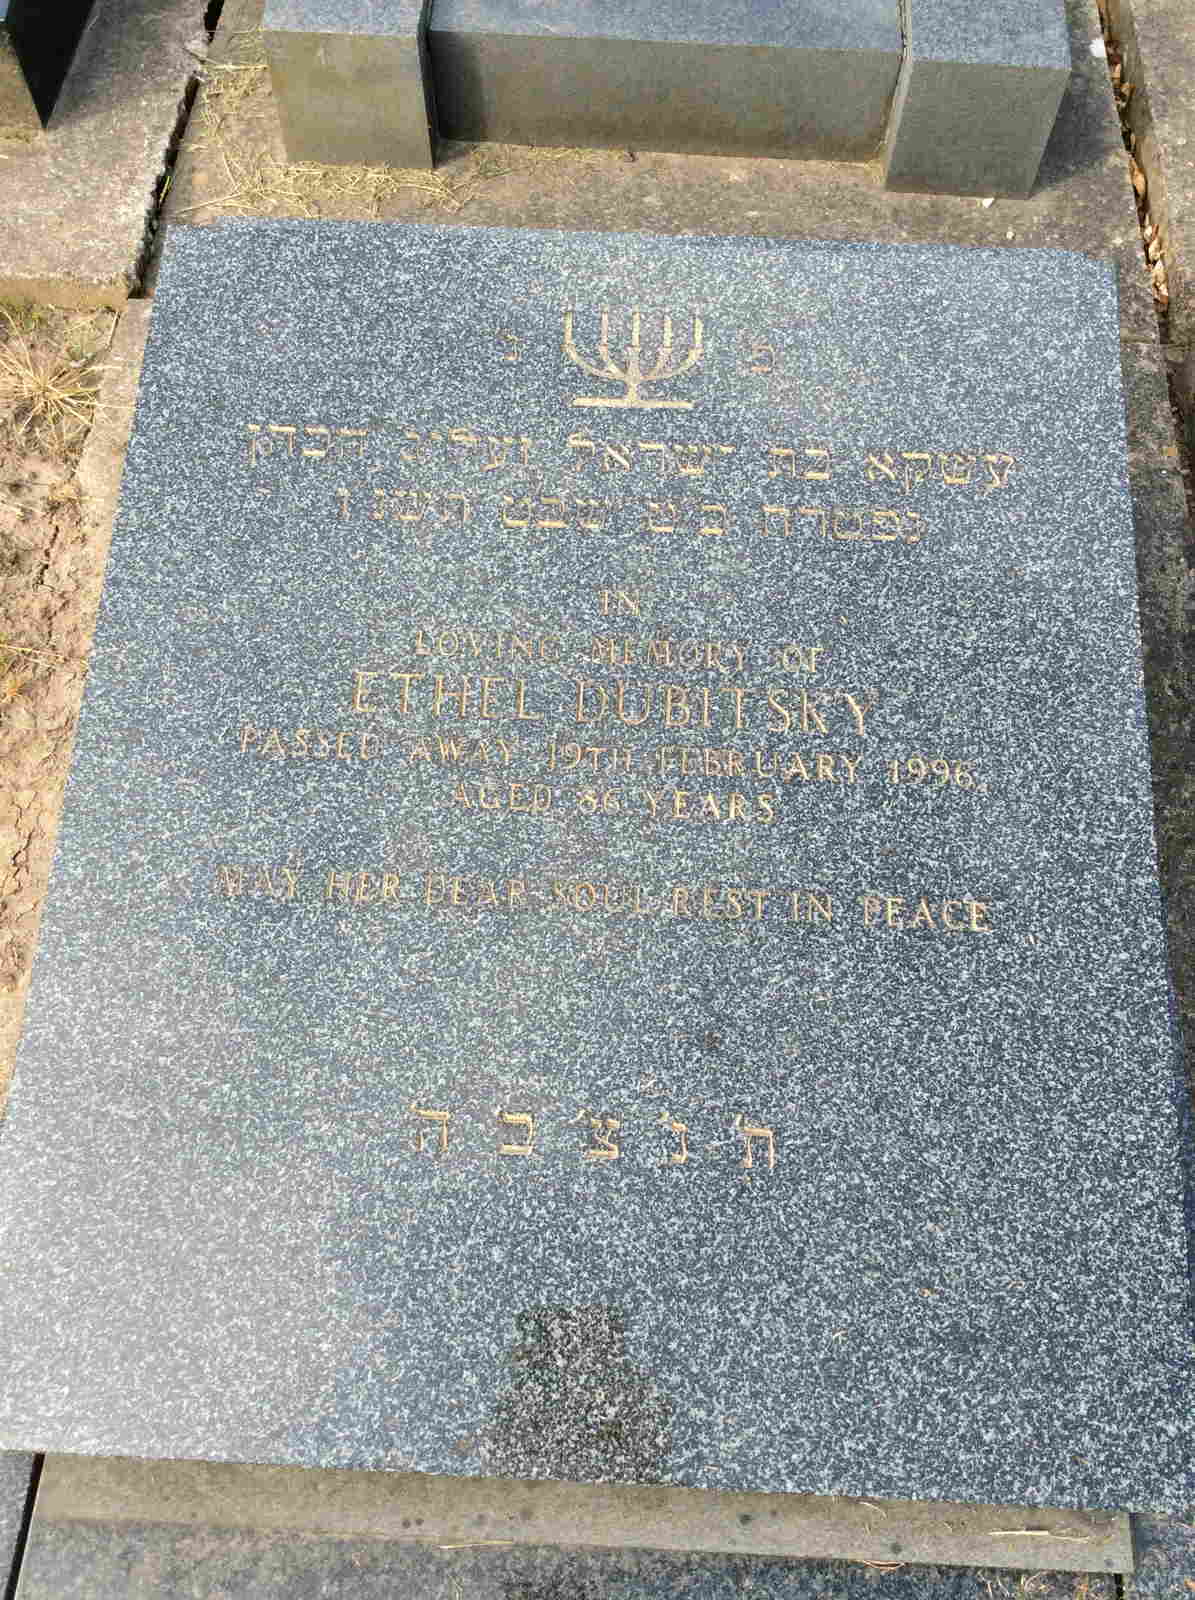 פ נ
עשקא בת ישראל זעליג הכהן
נפטרת כ'ט שבט תשנ'ו
IN
LOVING MEMORY OF
ETHEL DUBITSKY
PASSED AWAY 19TH FEBRUARY 1996.
AGED 86 YEARS
MAY HER DEAR SOUL REST IN PEACE
ת' נ' צ' ב' ה'